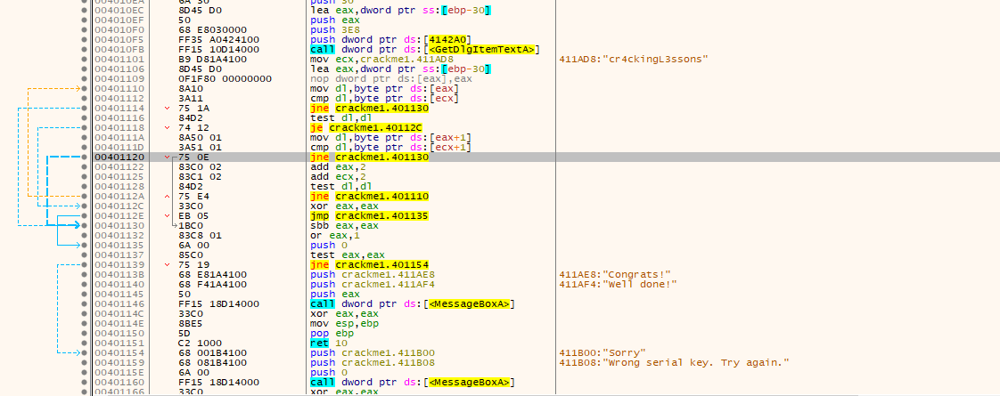 004010EA 6A 30 push 30
004010EC 8D45 D0 lea eax,dword ptr ss:[ebp-30]
004010EF 50 push eax
004010F0 68 E8030000 push 3E8
004010F5 FF35 A0424100 push dword ptr ds:[4142A0]
004010FB FF15 10D14000 call dword ptr ds:[<GetDlgItemTextA>]
00401101 B9 D81A4100 mov ecx,crackme1.411AD8 411AD8:"cr4ckingL3ssons"
00401106 8D45 D0 lea eax,dword ptr ss:[ebp-30]
00401109 0F1F80 00000000 nop dword ptr ds:[eax],eax
00401110 8A10 mov dl,byte ptr ds:[eax]
00401112 3A11 cmp dl,byte ptr ds:[ecx]
00401114 75 1A jne crackme1.401130
00401116 84D2 test dl,dl
00401118 74 12 je crackme1.40112C
0040111A 8A50 01 mov dl,byte ptr ds:[eax+1]
0040111D 3A51 01 cmp dl,byte ptr ds:[ecx+1]
00401120 75 0E jne crackme1.401130
00401122 83C0 02 add eax,2
00401125 83C1 02 add ecx,2
00401128 84D2 test dl,dl
0040112A 75 E4 jne crackme1.401110
0040112C 33C0 xor eax,eax
0040112E EB 05 jmp crackme1.401135
00401130 1BC0 sbb eax,eax
00401132 83C8 01 or eax,1
00401135 6A 00 push 0
00401137 85C0 test eax,eax
00401139 75 19 jne crackme1.401154
0040113B 68 E81A4100 push crackme1.411AE8 411AE8:"Congrats!"
00401140 68 F41A4100 push crackme1.411AF4 411AF4:"Well done!"
00401145 50 push eax
00401146 FF15 18D14000 call dword ptr ds:[<MessageBoxA>]
0040114C 33C0 xor eax,eax
0040114E 8BE5 mov esp,ebp
00401150 5D pop ebp
00401151 C2 1000 ret 10
00401154 68 001B4100 push crackme1.411B00 411B00:"Sorry"
00401159 68 081B4100 push crackme1.411B08 411B08:"Wrong serial key. Try again."
0040115E 6A 00 push 0
00401160 FF15 18D14000 call dword ptr ds:[<MessageBoxA>]
00401166 33C0 xor eax,eax